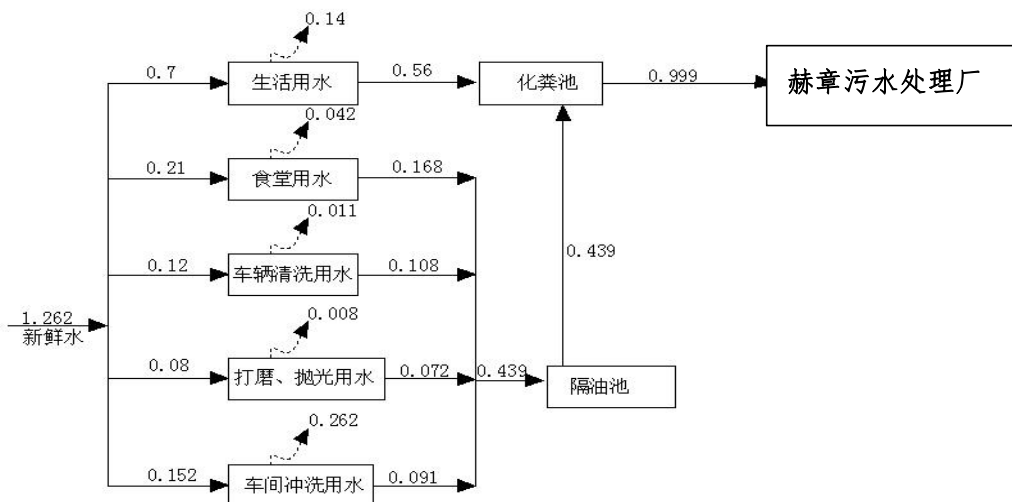 0.14
0.7
生活用水
0.56
化粪池
0.999
赫章污水处理厂
0.042
0.21
食堂用水
0.168
0.011
0.12
车辆清洗用水
0.108
0.439
1.262
新鲜水
0.008
0.08
打磨、抛光用水
0.072
0.439
隔油池
0.262
0.152
车间冲洗用水
0.091